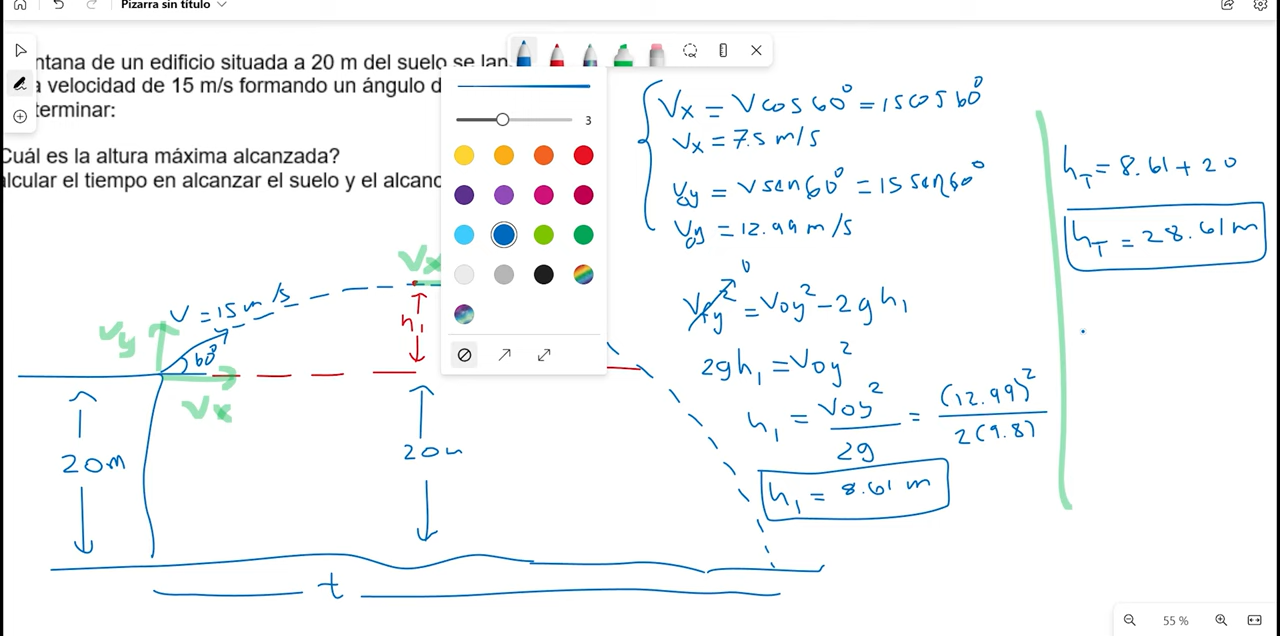 Pizarra sin título
ntana de un edificio situada a 20 m del suelo se lan
a velocidad de 15 m/s formando un ángulo d
terminar:
Cuál es la altura máxima alcanzada?
lcular el tiempo en alcanzar el suelo y el alcanc
3
Vx = V cos 60° = 15 cos 60°
Vx = 7.5 m/s
Voy = V sen 60° = 15 sen 60°
Voy = 12.99 m/s
Vfy² = Voy² - 2gh₁
0
2gh₁ = Voy²
h₁ = Voy² / 2g = (12.99)² / 2(9.8)
h₁ = 8.61 m
hT = 8.61 + 20
hT = 28.61 m
Vx
V = 15 m/s
Vy
60°
h₁
Vx
20m
20m
t
55 %